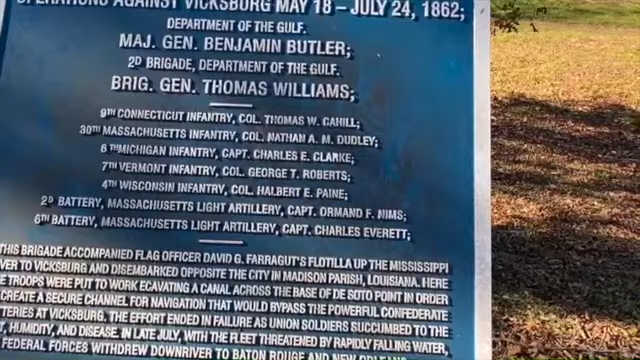 OPERATIONS AGAINST VICKSBURG MAY 18 – JULY 24, 1862;
DEPARTMENT OF THE GULF.
MAJ. GEN. BENJAMIN BUTLER;
2D BRIGADE, DEPARTMENT OF THE GULF.
BRIG. GEN. THOMAS WILLIAMS;
9TH CONNECTICUT INFANTRY, COL. THOMAS W. CAHILL;
30TH MASSACHUSETTS INFANTRY, COL. NATHAN A. M. DUDLEY;
6TH MICHIGAN INFANTRY, CAPT. CHARLES E. CLARKE;
7TH VERMONT INFANTRY, COL. GEORGE T. ROBERTS;
4TH WISCONSIN INFANTRY, COL. HALBERT E. PAINE;
2D BATTERY, MASSACHUSETTS LIGHT ARTILLERY, CAPT. ORMAND F. NIMS;
6TH BATTERY, MASSACHUSETTS LIGHT ARTILLERY, CAPT. CHARLES EVERETT;
THIS BRIGADE ACCOMPANIED FLAG OFFICER DAVID G. FARRAGUT'S FLOTILLA UP THE MISSISSIPPI
VER TO VICKSBURG AND DISEMBARKED OPPOSITE THE CITY IN MADISON PARISH, LOUISIANA. HERE
E TROOPS WERE PUT TO WORK ECAVATING A CANAL ACROSS THE BASE OF DE SOTO POINT IN ORDER
CREATE A SECURE CHANNEL FOR NAVIGATION THAT WOULD BYPASS THE POWERFUL CONFEDERATE
TERIES AT VICKSBURG. THE EFFORT ENDED IN FAILURE AS UNION SOLDIERS SUCCUMBED TO THE
T, HUMIDITY, AND DISEASE. IN LATE JULY, WITH THE FLEET THREATENED BY RAPIDLY FALLING WATER,
FEDERAL FORCES WITHDREW DOWNRIVER TO BATON ROUGE AND NEW ORLEANS.